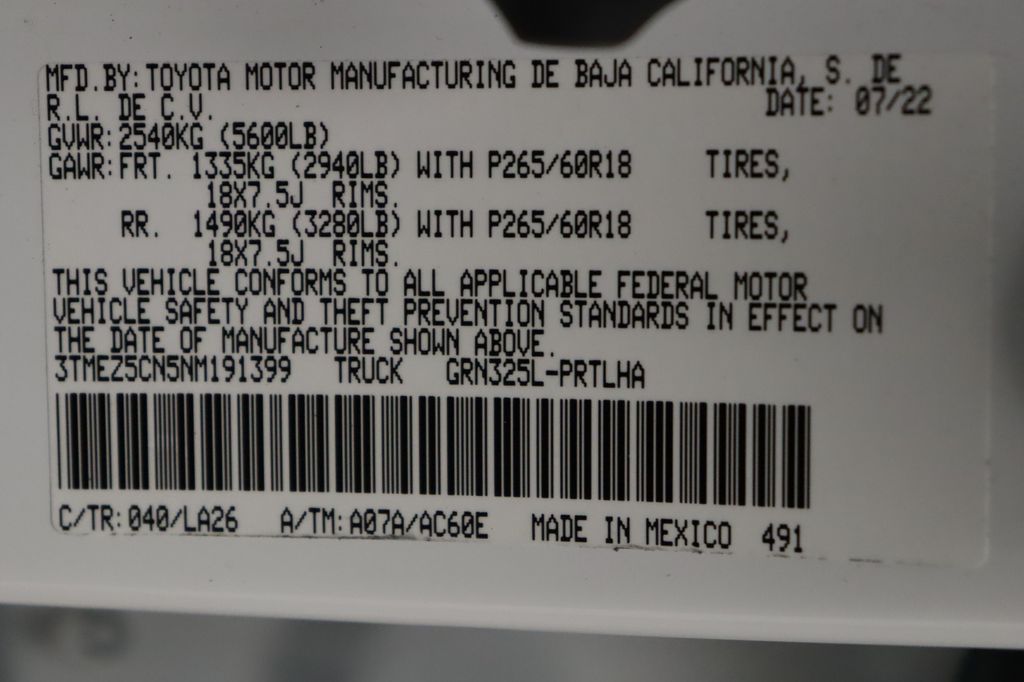 MFD.BY:TOYOTA MOTOR MANUFACTURING DE BAJA CALIFORNIA, S. DE
R.L. DE C.V. DATE: 07/22
GVWR:2540KG (5600LB)
GAWR:FRT. 1335KG (2940LB) WITH P265/60R18 TIRES,
18X7.5J RIMS.
RR. 1490KG (3280LB) WITH P265/60R18 TIRES,
18X7.5J RIMS.
THIS VEHICLE CONFORMS TO ALL APPLICABLE FEDERAL MOTOR
VEHICLE SAFETY AND THEFT PREVENTION STANDARDS IN EFFECT ON
THE DATE OF MANUFACTURE SHOWN ABOVE.
3TMEZ5CN5NM191399 TRUCK GRN325L-PRTLHA
C/TR:040/LA26 A/TM:A07A/AC60E MADE IN MEXICO 491